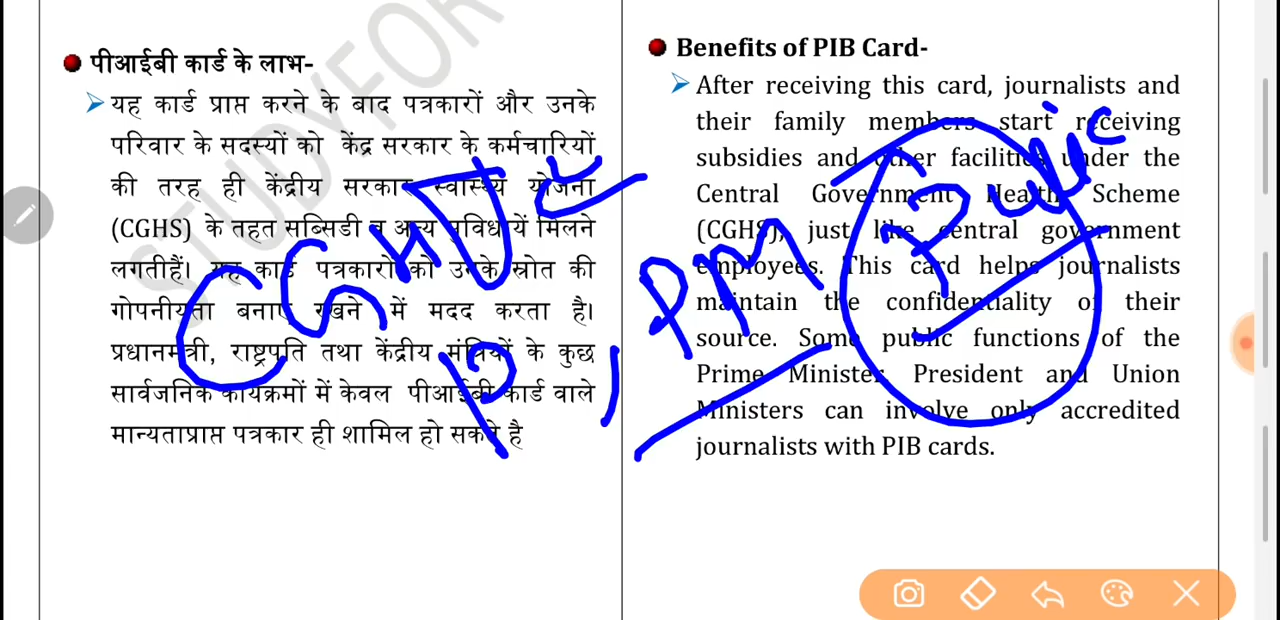 पीआईबी कार्ड के लाभ-
यह कार्ड प्राप्त करने के बाद पत्रकारों और उनके
परिवार के सदस्यों को केंद्र सरकार के कर्मचारियों
की तरह ही केंद्रीय सरकार स्वास्थ्य योजना
(CGHS) के तहत सब्सिडी व अन्य सुविधायें मिलने
लगतीहैं। यह कार्ड पत्रकारों को उनके स्रोत की
गोपनीयता बनाए रखने में मदद करता है।
प्रधानमंत्री, राष्ट्रपति तथा केंद्रीय मंत्रियों के कुछ
सार्वजनिक कार्यक्रमों में केवल पीआईबी कार्ड वाले
मान्यताप्राप्त पत्रकार ही शामिल हो सकते है
Benefits of PIB Card-
After receiving this card, journalists and
their family members start receiving
subsidies and other facilities under the
Central Government Health Scheme
(CGHS), just like central government
employees. This card helps journalists
maintain the confidentiality of their
source. Some public functions of the
Prime Minister President and Union
Ministers can involve only accredited
journalists with PIB cards.
STUDYFOR
PM